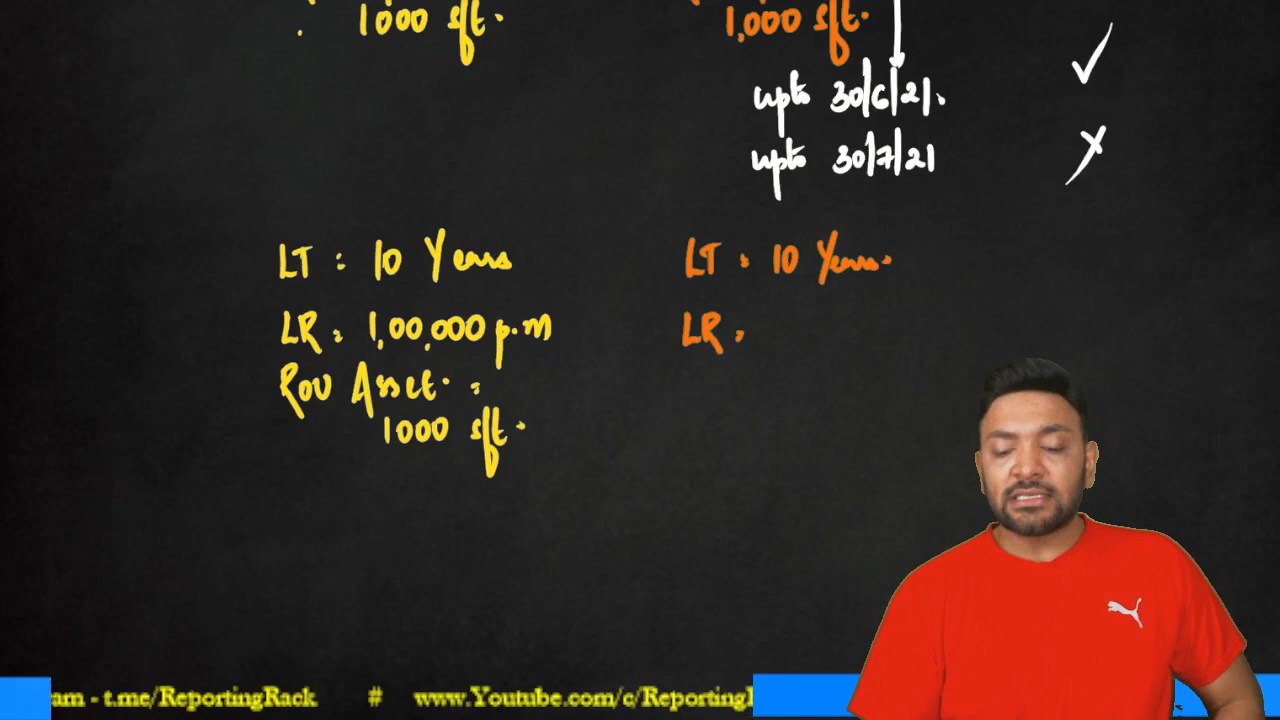 1000 sft.
1,000 sft.
upto 30/6/21.
upto 30/7/21
LT : 10 Years
LR : 1,00,000 p.m
ROU Asset. :
1000 sft.
LT : 10 Years.
LR :
am - t.me/ReportingRack # www.Youtube.com/c/Reporting